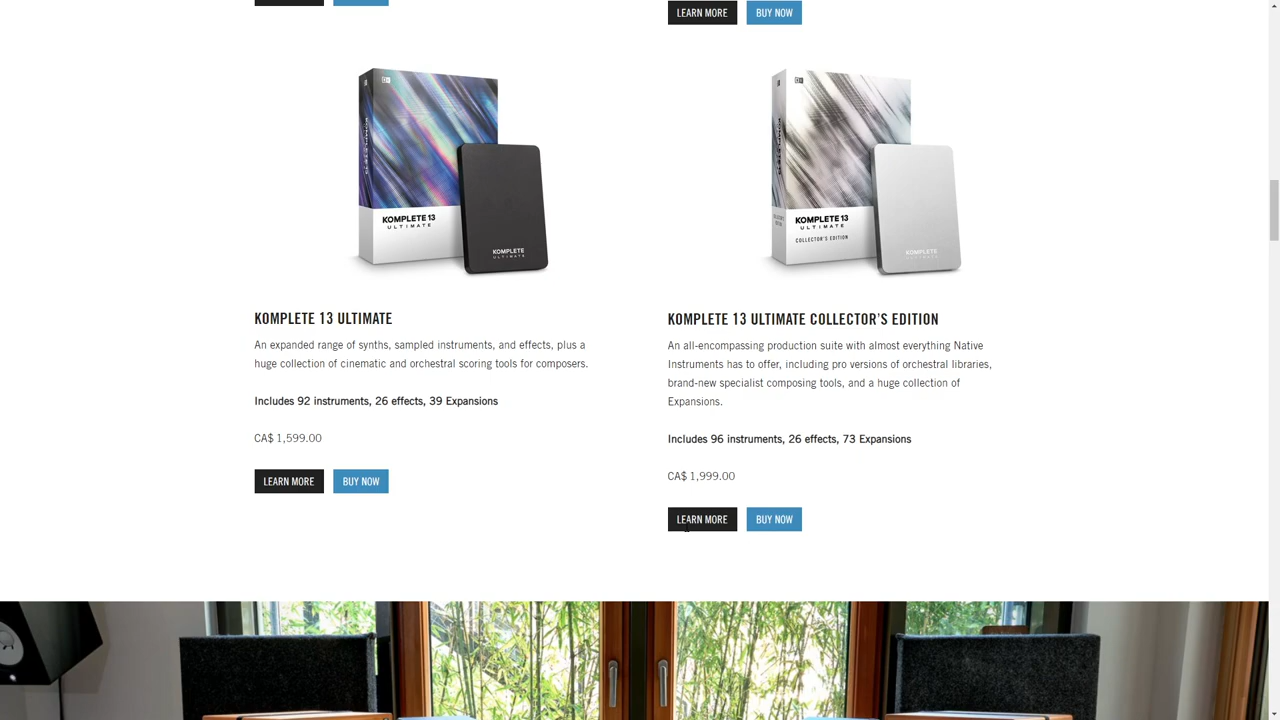 LEARN MORE
BUY NOW
KOMPLETE 13
ULTIMATE
KOMPLETE
ULTIMATE
KOMPLETE 13
ULTIMATE
COLLECTOR'S EDITION
KOMPLETE
ULTIMATE
KOMPLETE 13 ULTIMATE
An expanded range of synths, sampled instruments, and effects, plus a
huge collection of cinematic and orchestral scoring tools for composers.
Includes 92 instruments, 26 effects, 39 Expansions
CA$ 1,599.00
LEARN MORE
BUY NOW
KOMPLETE 13 ULTIMATE COLLECTOR'S EDITION
An all-encompassing production suite with almost everything Native
Instruments has to offer, including pro versions of orchestral libraries,
brand-new specialist composing tools, and a huge collection of
Expansions.
Includes 96 instruments, 26 effects, 73 Expansions
CA$ 1,999.00
LEARN MORE
BUY NOW